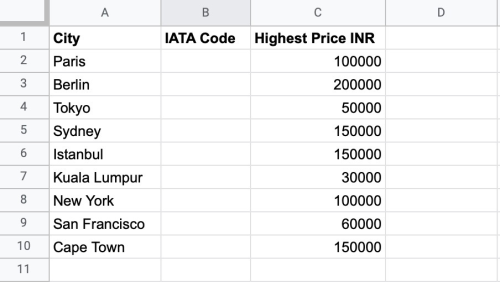 A B C D
1 City IATA Code Highest Price INR
2 Paris 100000
3 Berlin 200000
4 Tokyo 50000
5 Sydney 150000
6 Istanbul 150000
7 Kuala Lumpur 30000
8 New York 100000
9 San Francisco 60000
10 Cape Town 150000
11